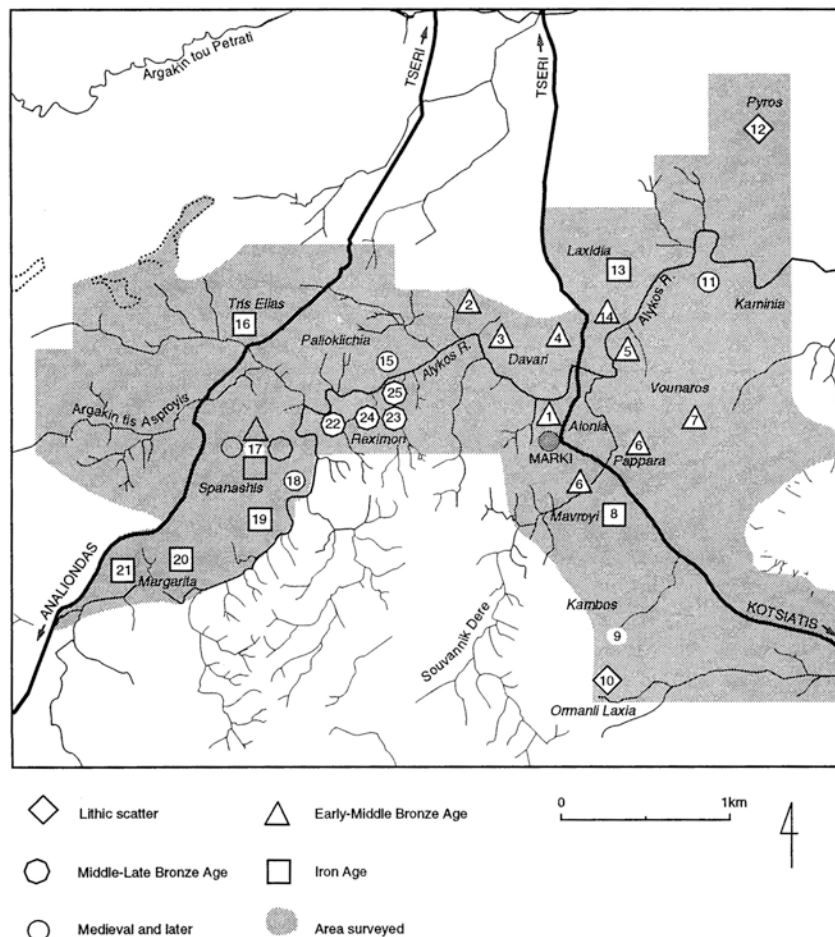 Argakin tou Petrati
TSERI
TSERI
Pyros
12
Laxidia
13
11
Kaminia
Alykos R.
14
Tris Elias
16
2
Palioklichia
3
4
Davari
15
Alykos R.
5
Vounaros
25
Argakin tis Asproyis
22
24
23
Raximon
1
Alonia
7
17
MARKI
6
Pappara
Spanashis
18
6
Mavroyi
8
19
20
21
Margarita
ANALIONDAS
Kambos
KOTSIATIS
9
Souvannik Dere
10
Ormanli Laxia
Lithic scatter
Early-Middle Bronze Age
0
1km
Middle-Late Bronze Age
Iron Age
Medieval and later
Area surveyed